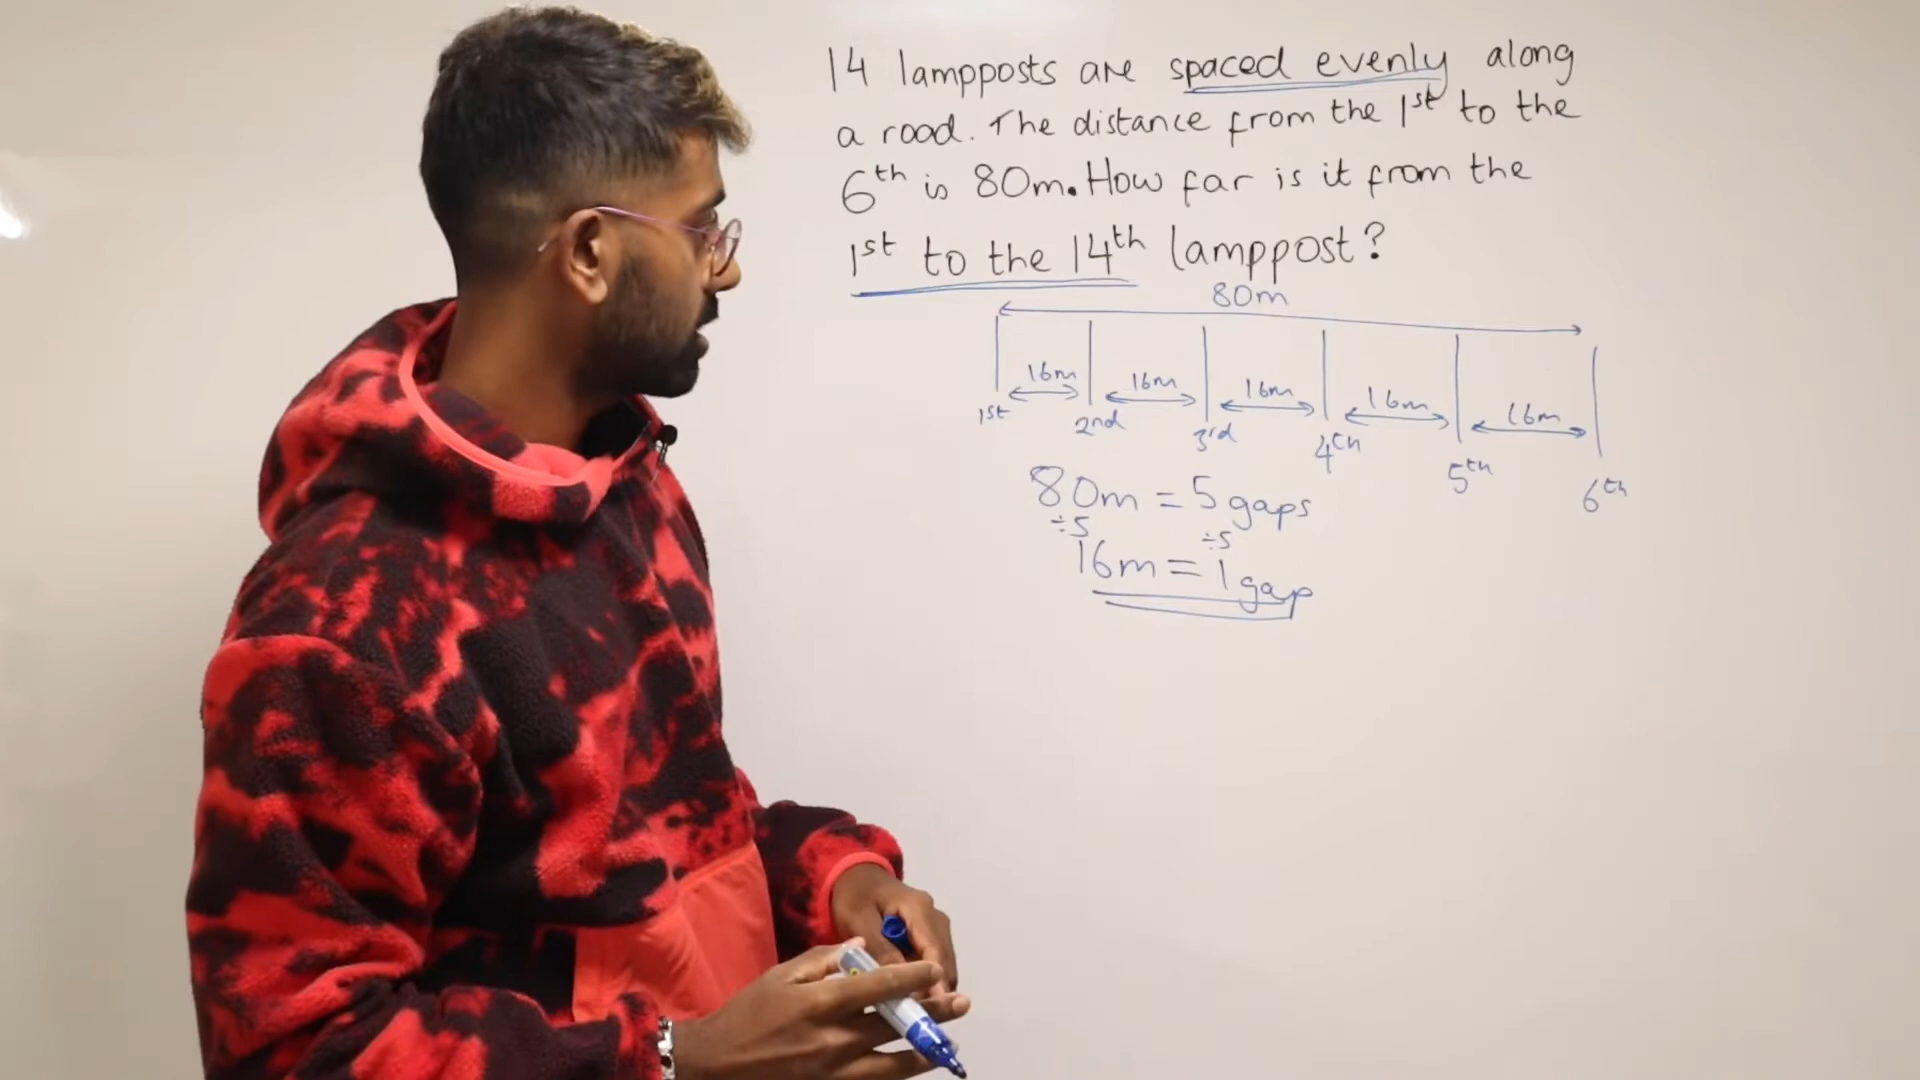 14 lampposts are spaced evenly along
a road. The distance from the 1st to the
6th is 80m. How far is it from the
1st to the 14th lamppost?
80m
16m 16m 16m 16m 16m
1st 2nd 3rd 4th 5th 6th
80m = 5 gaps
÷5 ÷5
16m = 1 gap